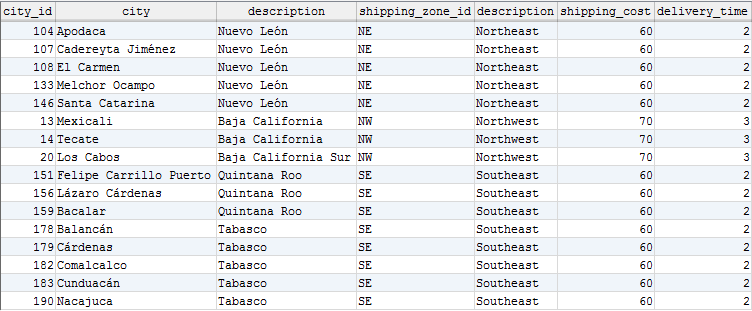 city_id city description shipping_zone_id description shipping_cost delivery_time
104 Apodaca Nuevo León NE Northeast 60 2
107 Cadereyta Jiménez Nuevo León NE Northeast 60 2
108 El Carmen Nuevo León NE Northeast 60 2
133 Melchor Ocampo Nuevo León NE Northeast 60 2
146 Santa Catarina Nuevo León NE Northeast 60 2
13 Mexicali Baja California NW Northwest 70 3
14 Tecate Baja California NW Northwest 70 3
20 Los Cabos Baja California Sur NW Northwest 70 3
151 Felipe Carrillo Puerto Quintana Roo SE Southeast 60 2
156 Lázaro Cárdenas Quintana Roo SE Southeast 60 2
159 Bacalar Quintana Roo SE Southeast 60 2
178 Balancán Tabasco SE Southeast 60 2
179 Cárdenas Tabasco SE Southeast 60 2
182 Comalcalco Tabasco SE Southeast 60 2
183 Cunduacán Tabasco SE Southeast 60 2
190 Nacajuca Tabasco SE Southeast 60 2